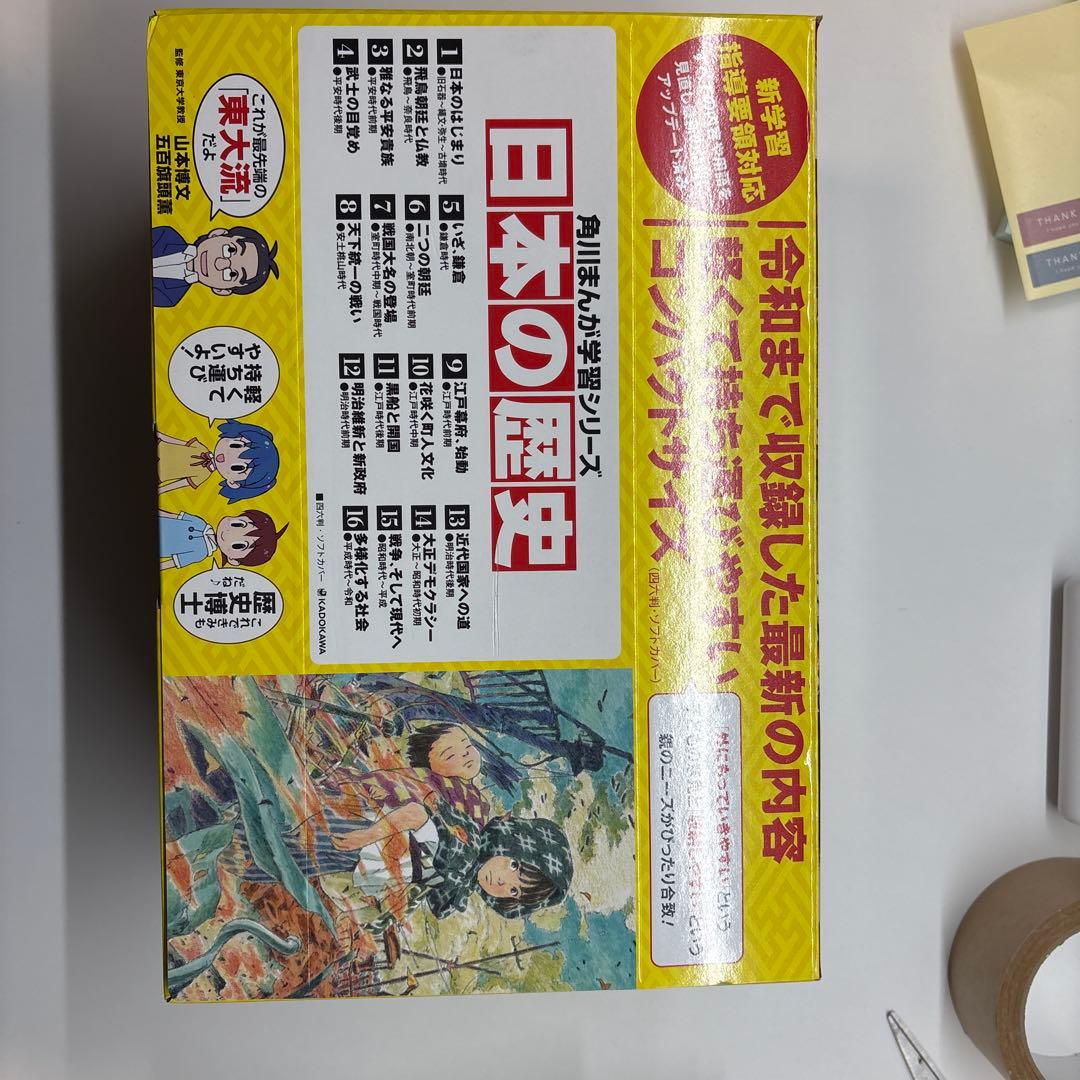 新学習
指導要領対応
アップデート済み
令和まで収録した最新の内容
軽くて持ち運びやすい
コンパクトサイズ
(四六判・ソフトカバー)
「外にもっていきやすい」という
親のニーズがぴったり合致！
角川まんが学習シリーズ
日本の歴史
1 日本のはじまり
●旧石器～縄文・弥生～古墳時代
2 飛鳥朝廷と仏教
●飛鳥～奈良時代
3 雅なる平安貴族
●平安時代前期
4 武士の目覚め
●平安時代後期
5 いざ、鎌倉
●鎌倉時代
6 二つの朝廷
●南北朝～室町時代前期
7 戦国大名の登場
●室町時代中期～戦国時代
8 天下統一の戦い
●安土桃山時代
9 江戸幕府、始動
●江戸時代前期
10 花咲く町人文化
●江戸時代中期
11 黒船と開国
●江戸時代後期
12 明治維新と新政府
●明治時代前期
13 近代国家への道
●明治時代後期
14 大正デモクラシー
●大正～昭和時代初期
15 戦争、そして現代へ
●昭和時代～平成
16 多様化する社会
●平成時代～令和
■四六判・ソフトカバー
KADOKAWA
監修 東京大学教授 山本博文
五百旗頭薫
これが最先端の
「東大流」
だよ
軽くて
持ち運び
やすいよ！
これできみも
歴史博士
だね♪
THANK
THANK